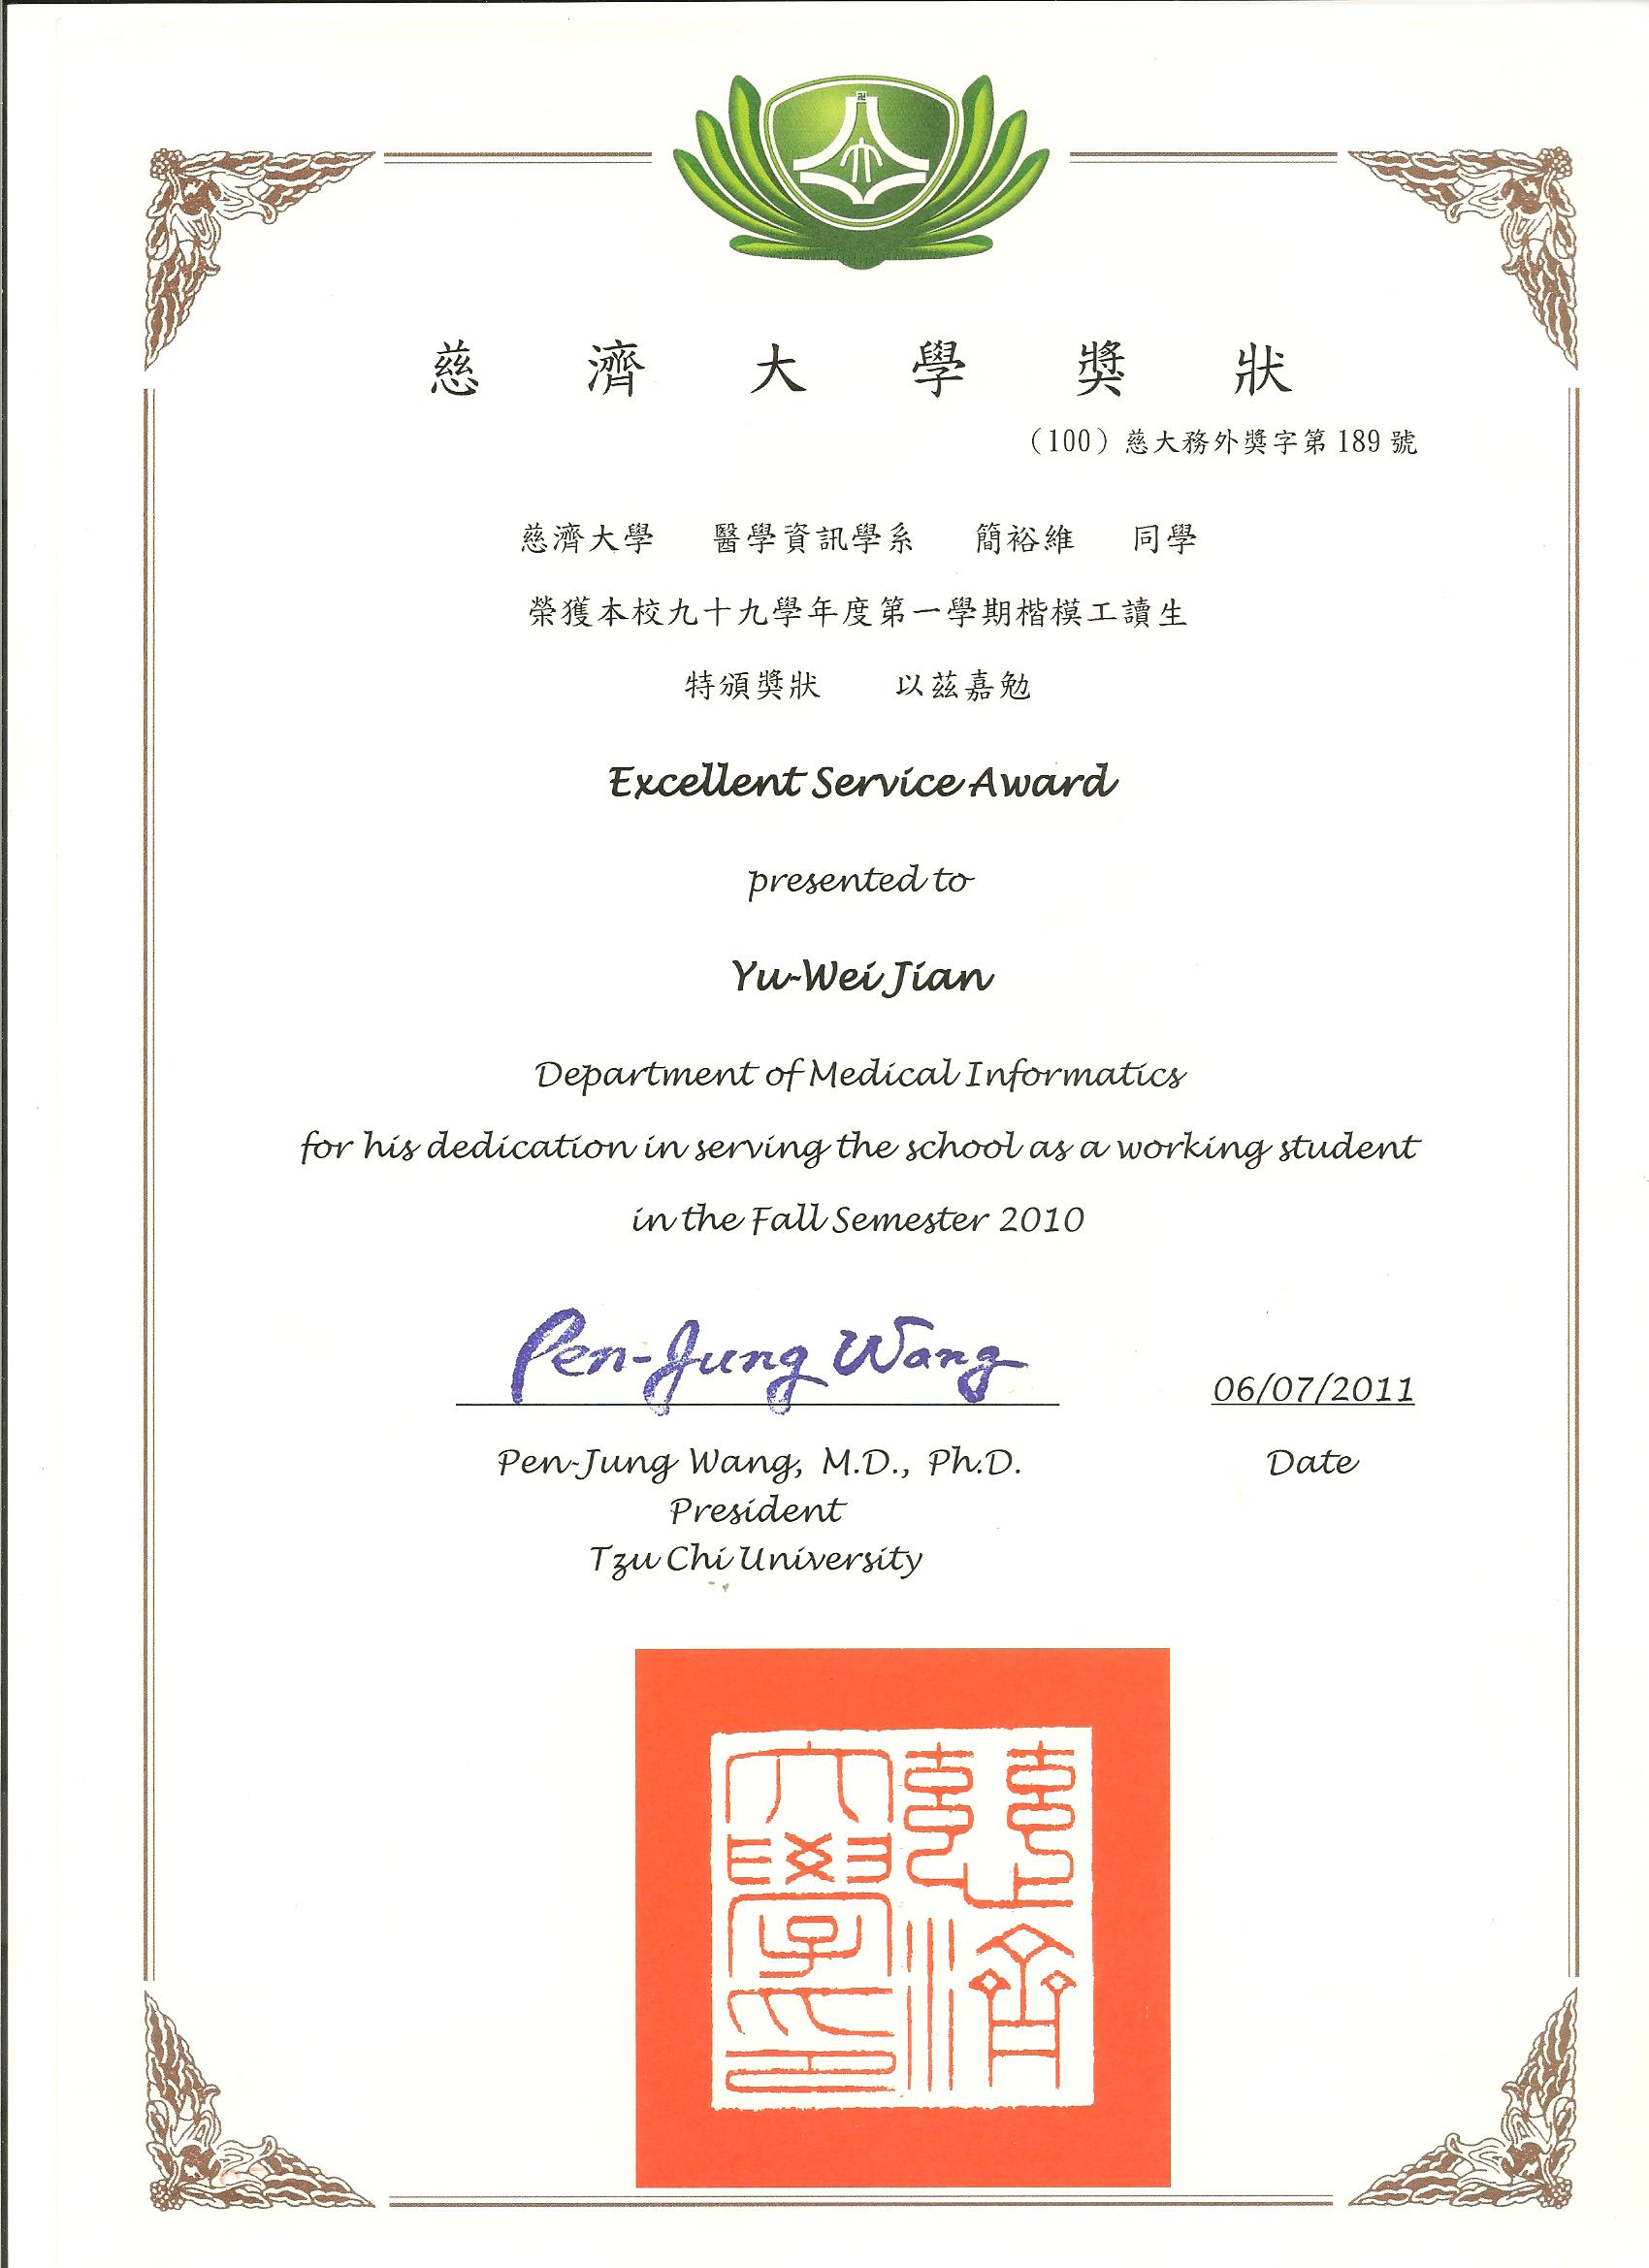 慈濟大學獎狀
（100）慈大務外獎字第 189 號
慈濟大學 醫學資訊學系 簡裕維 同學
榮獲本校九十九學年度第一學期楷模工讀生
特頒獎狀 以茲嘉勉
Excellent Service Award
presented to
Yu-Wei Jian
Department of Medical Informatics
for his dedication in serving the school as a working student
in the Fall Semester 2010
Pen-Jung Wang
06/07/2011
Pen-Jung Wang, M.D., Ph.D.
Date
President
Tzu Chi University
慈濟
大學印